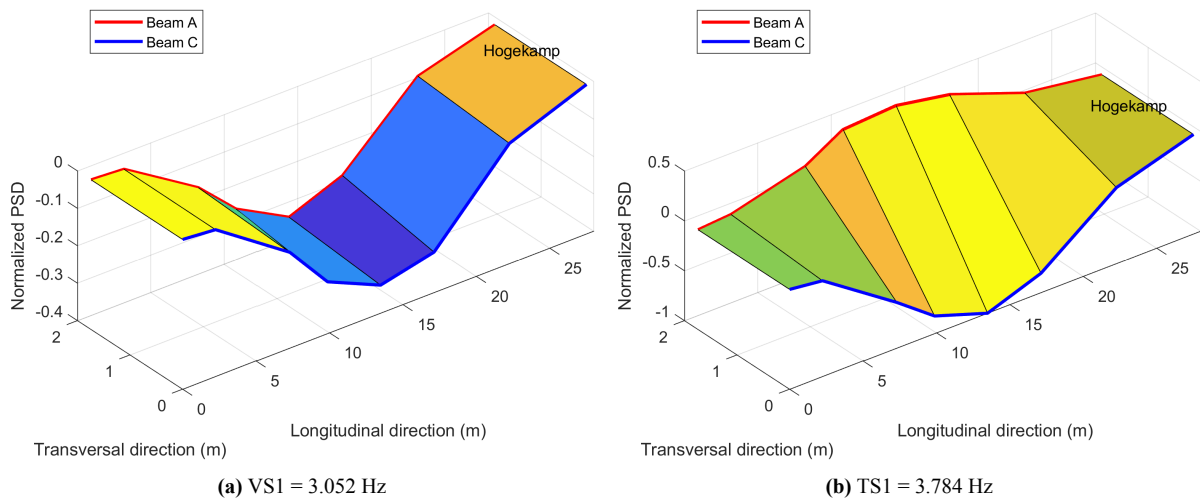 Beam A
Beam C
Hogekamp
Normalized PSD
0
-0.1
-0.2
-0.3
-0.4
2
1
0
0
5
10
15
20
25
Transversal direction (m)
Longitudinal direction (m)
(a) VS1 = 3.052 Hz
Beam A
Beam C
Hogekamp
Normalized PSD
0.5
0
-0.5
-1
2
1
0
0
5
10
15
20
25
Transversal direction (m)
Longitudinal direction (m)
(b) TS1 = 3.784 Hz